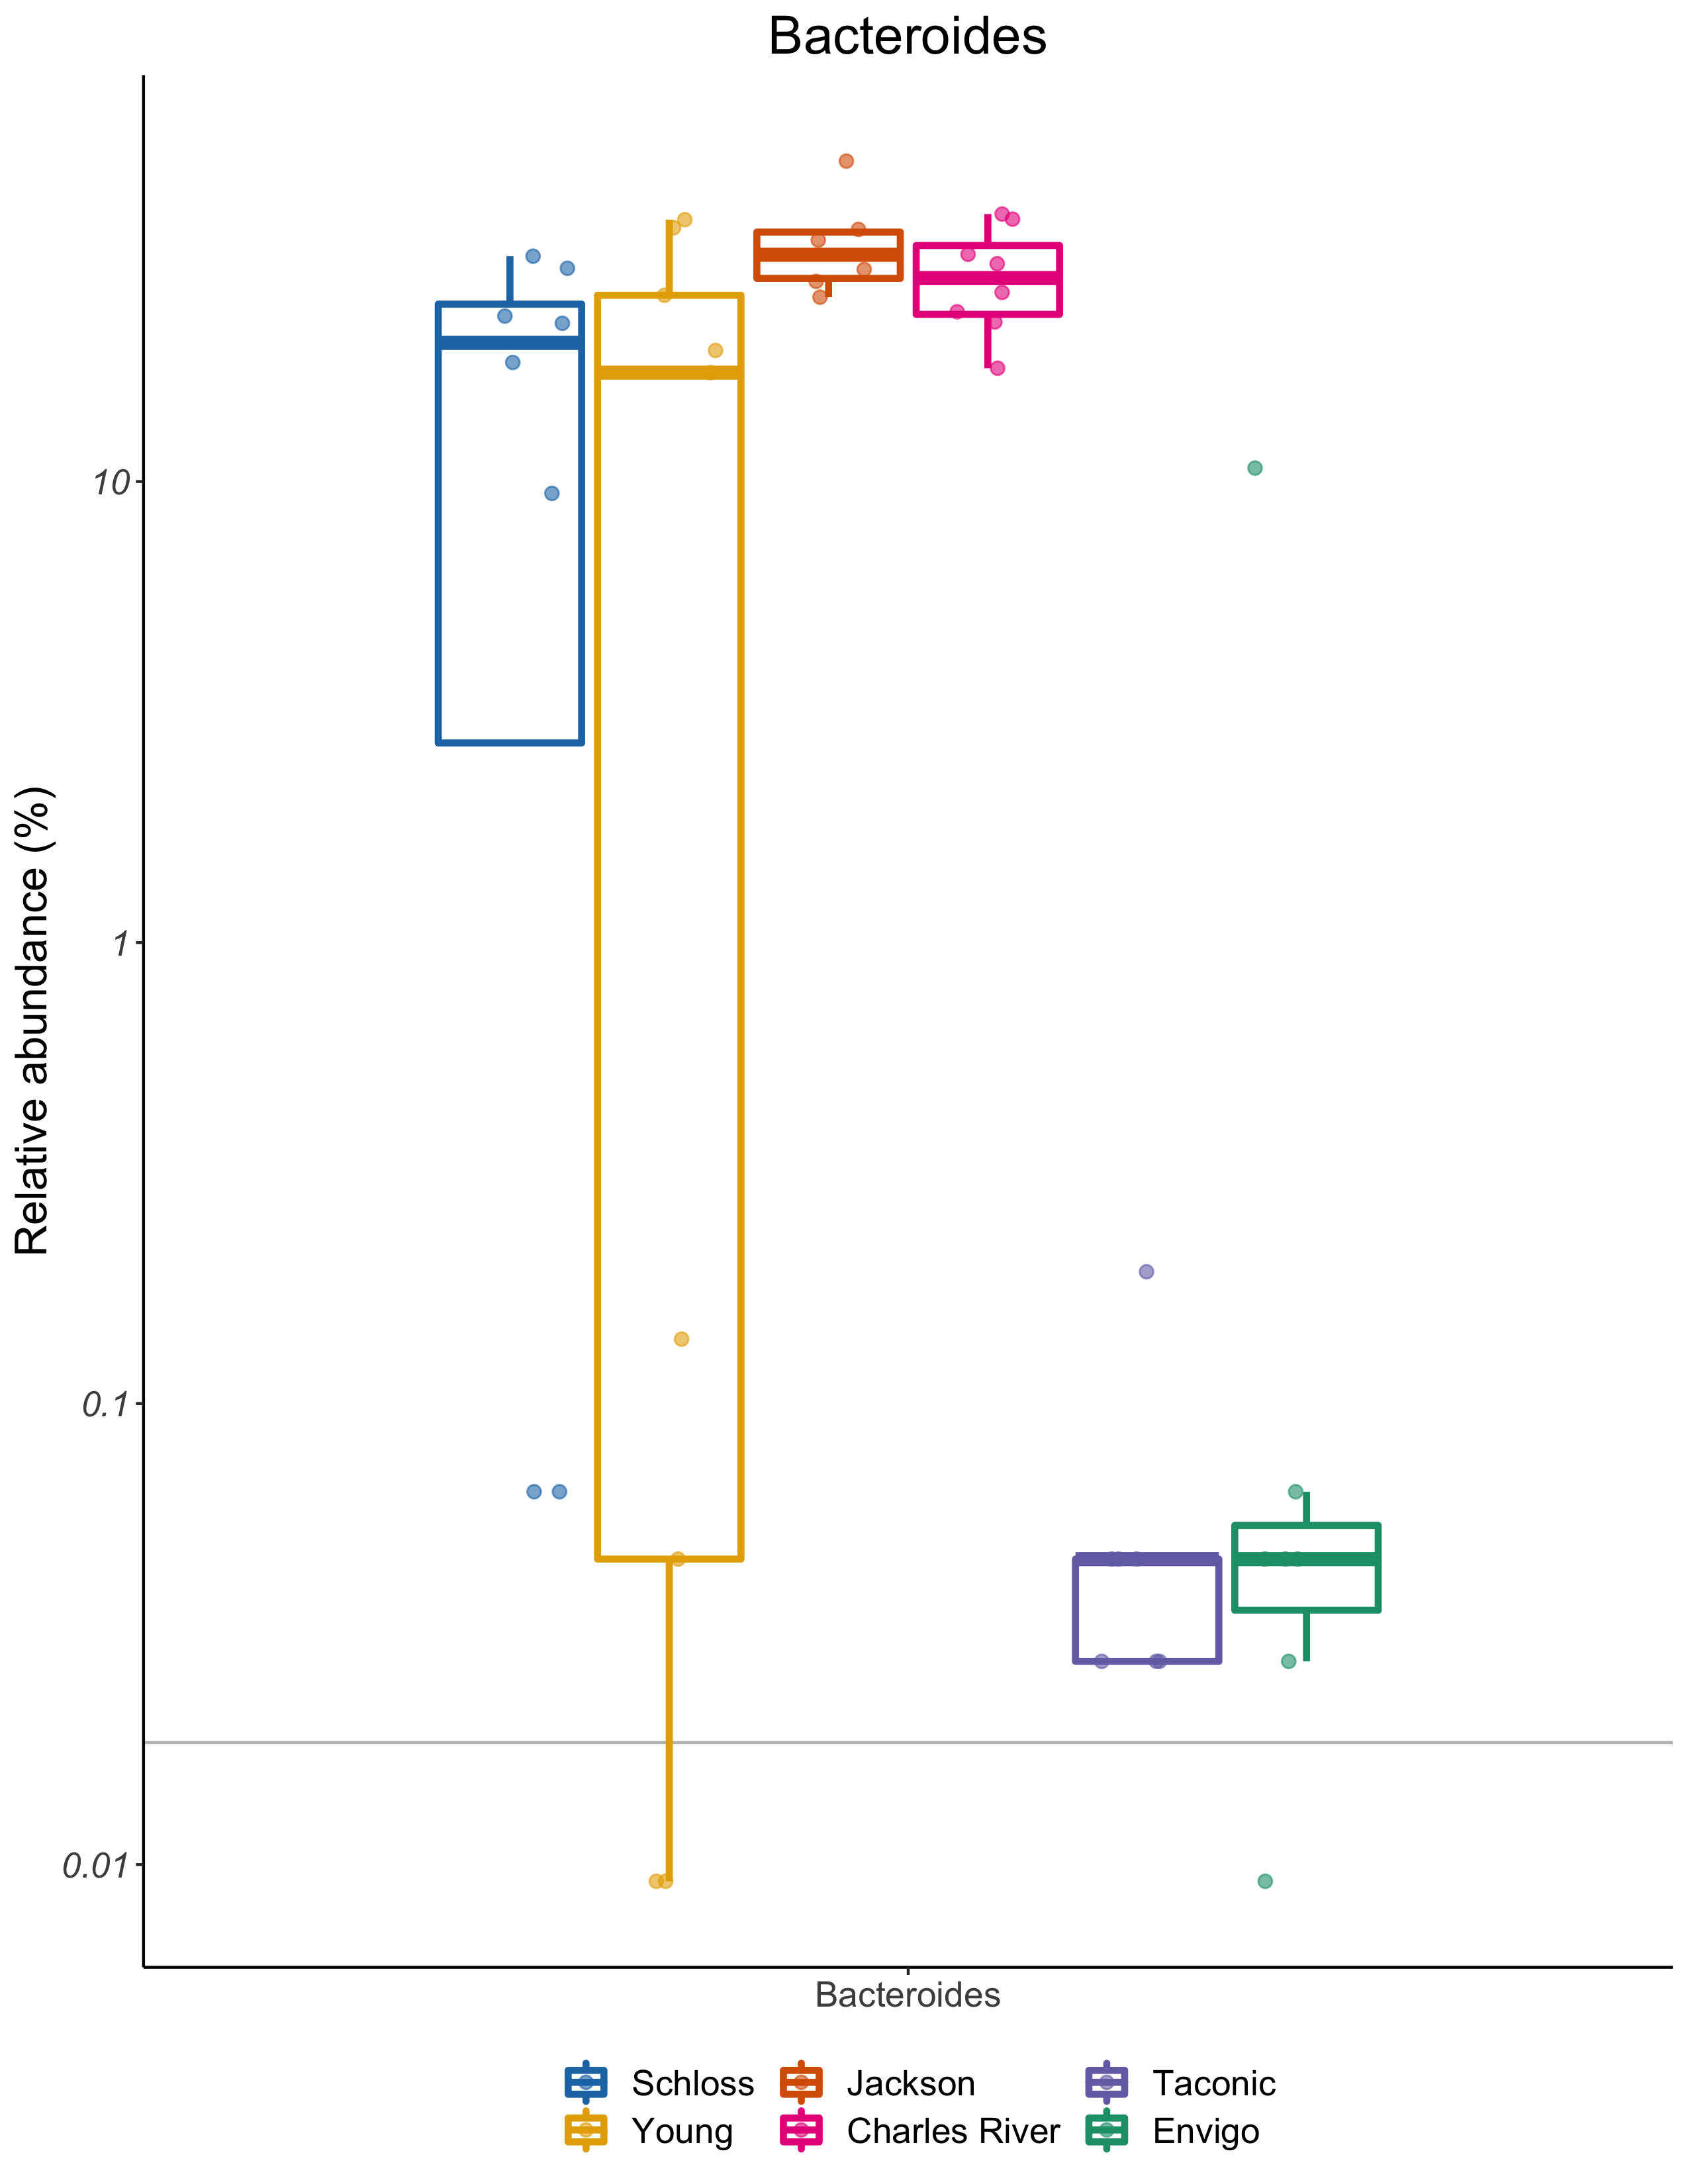 Bacteroides
Relative abundance (%)
10
1
0.1
0.01
Bacteroides
Schloss Jackson Taconic
Young Charles River Envigo